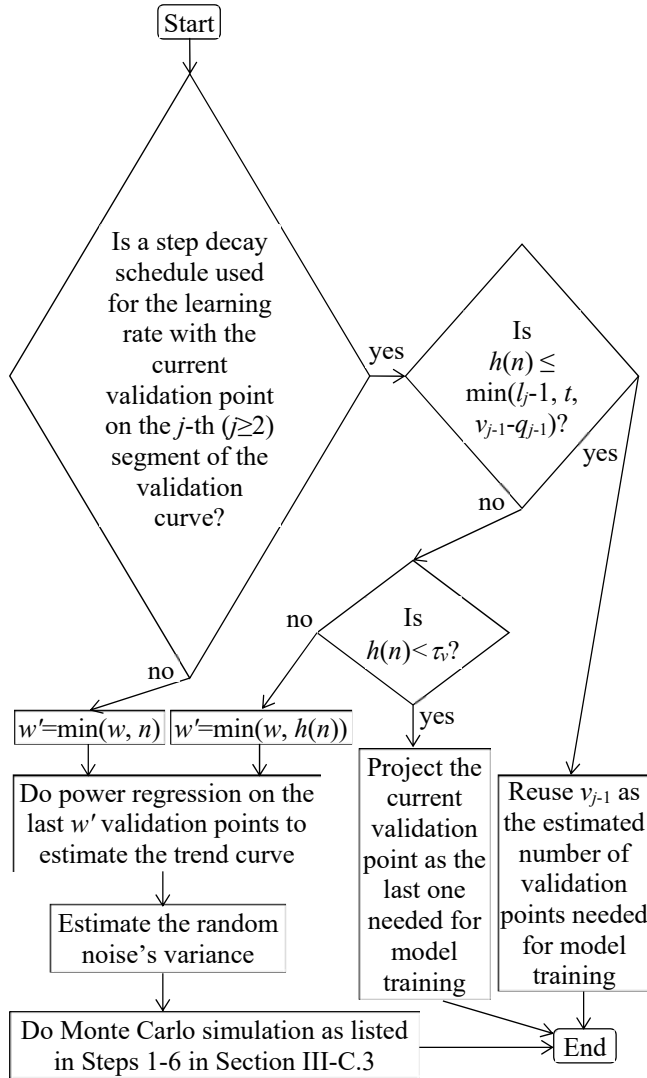 Start
Is a step decay
schedule used
for the learning
rate with the
current
validation point
on the j-th (j≥2)
segment of the
validation
curve?
yes
Is
h(n) ≤
min(lj-1, t,
vj-1-qj-1)?
yes
no
Is
h(n)< τv?
no
yes
no
w'=min(w, n)
w'=min(w, h(n))
Do power regression on the
last w' validation points to
estimate the trend curve
Estimate the random
noise's variance
Do Monte Carlo simulation as listed
in Steps 1-6 in Section III-C.3
Project the
current
validation
point as the
last one
needed for
model
training
Reuse vj-1 as
the estimated
number of
validation
points needed
for model
training
End